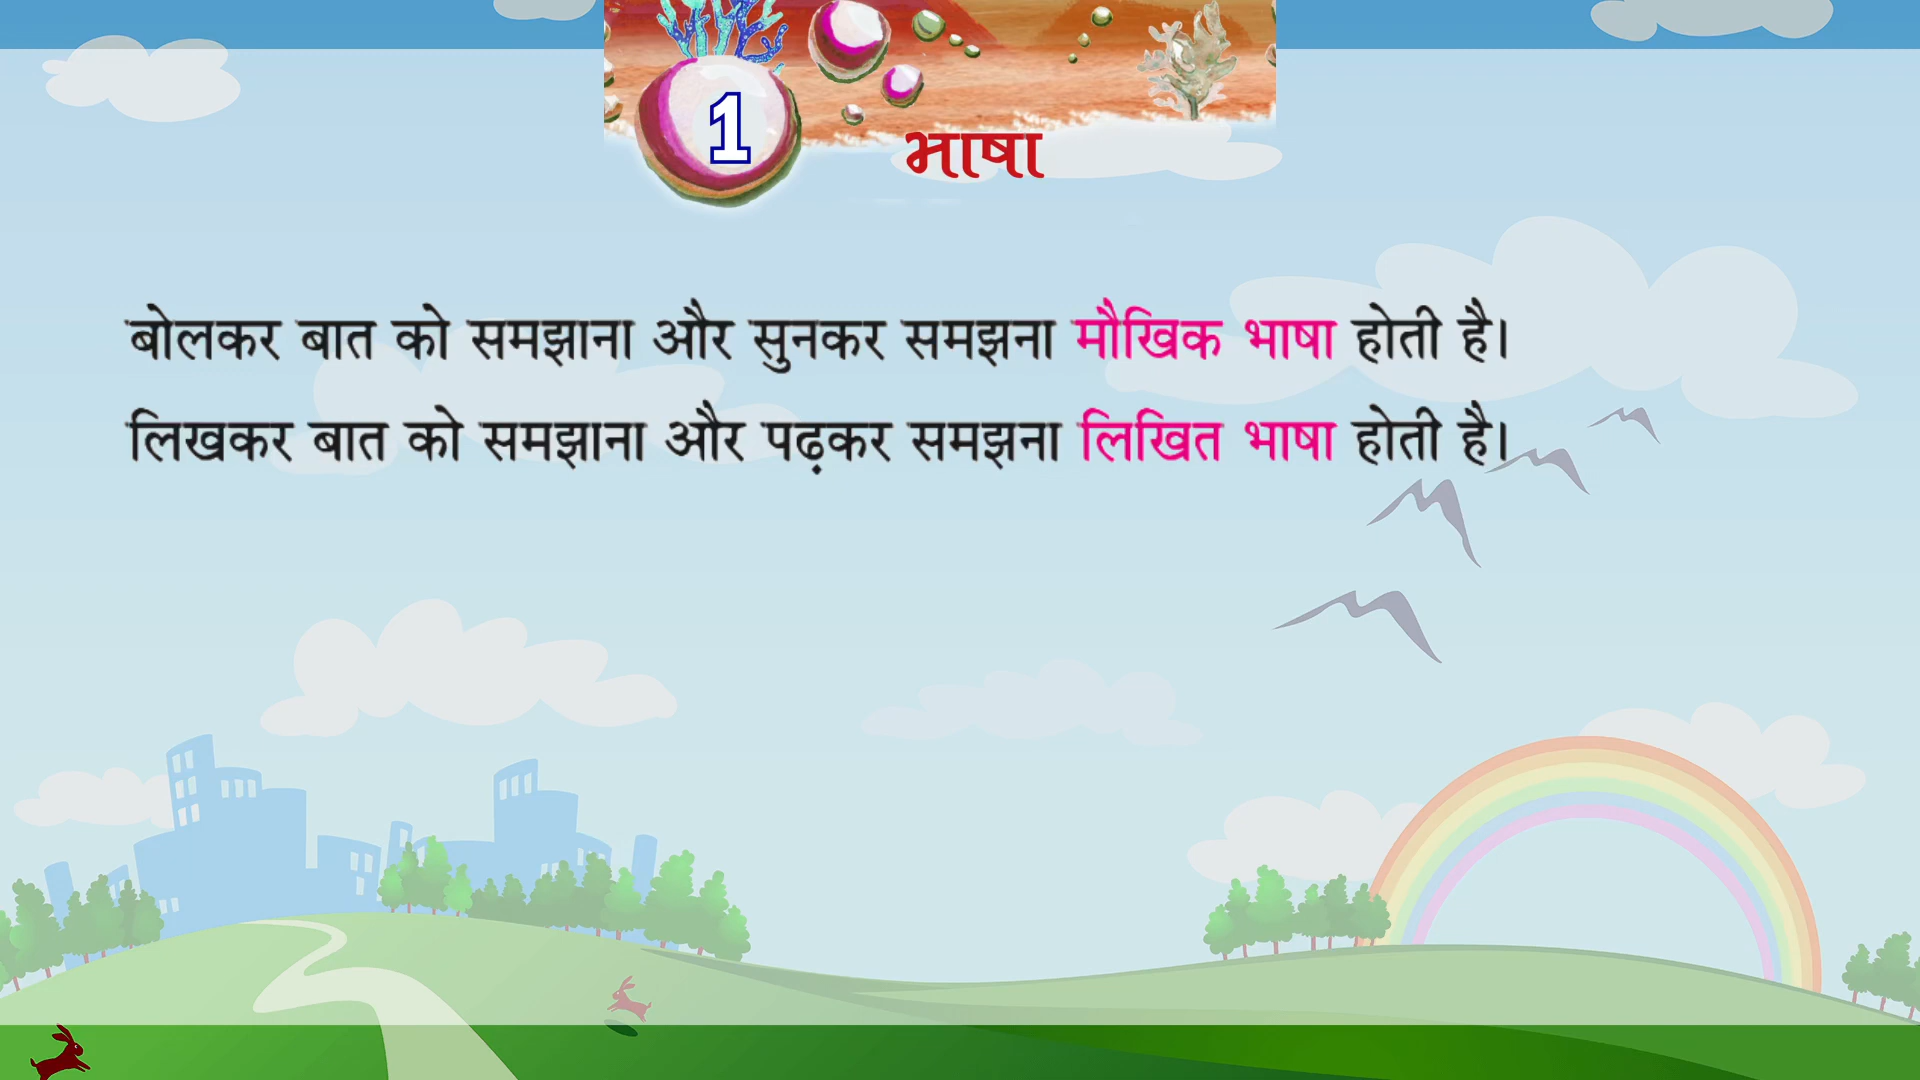 1
भाषा
बोलकर बात को समझाना और सुनकर समझना मौखिक भाषा होती है।
लिखकर बात को समझाना और पढ़कर समझना लिखित भाषा होती है।